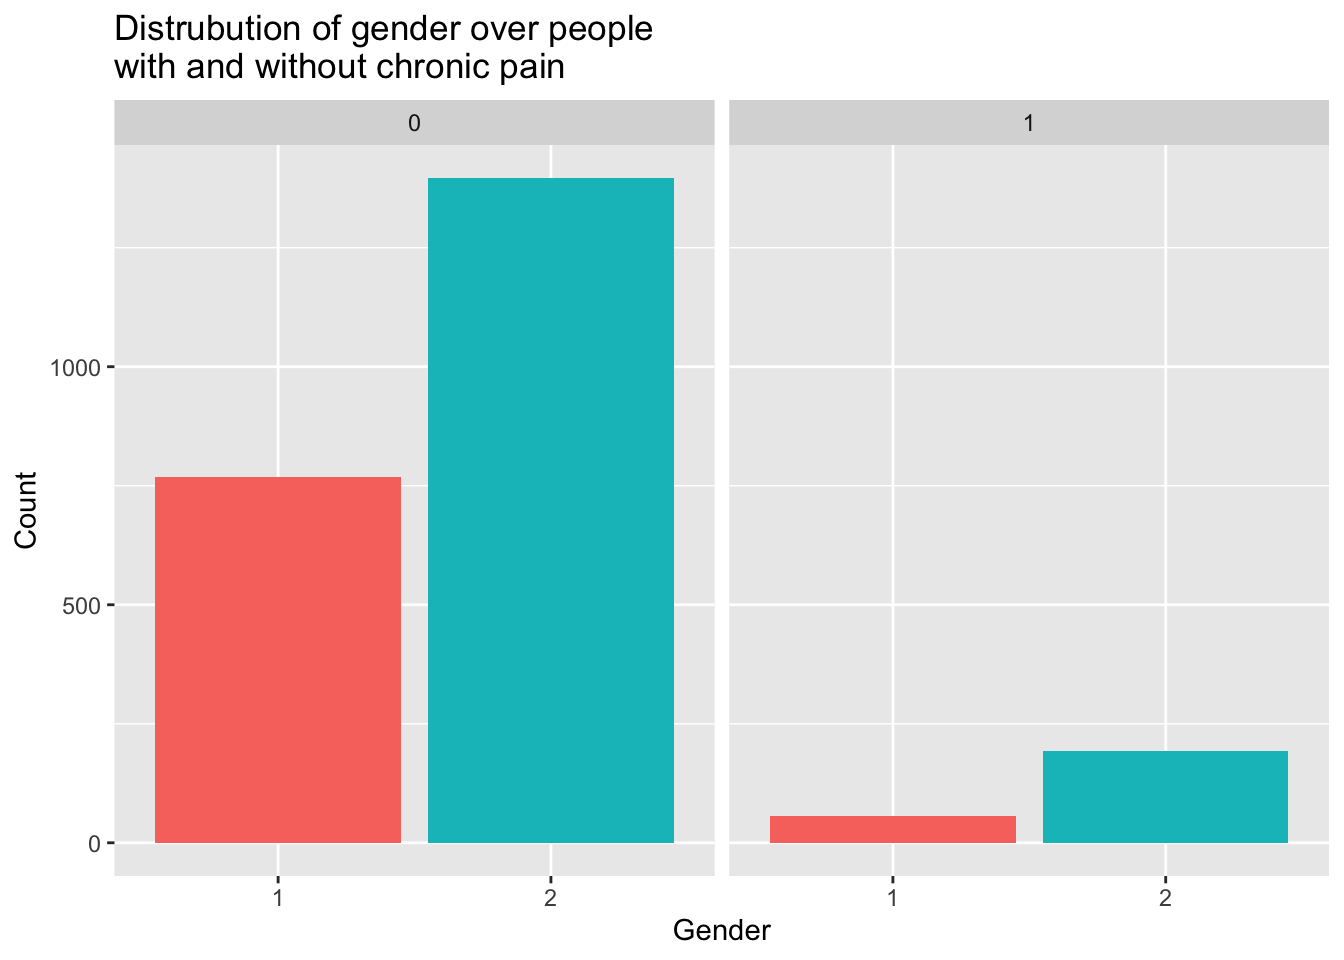 Distrubution of gender over people
with and without chronic pain
0
1
Count
1000
500
0
1
2
1
2
Gender